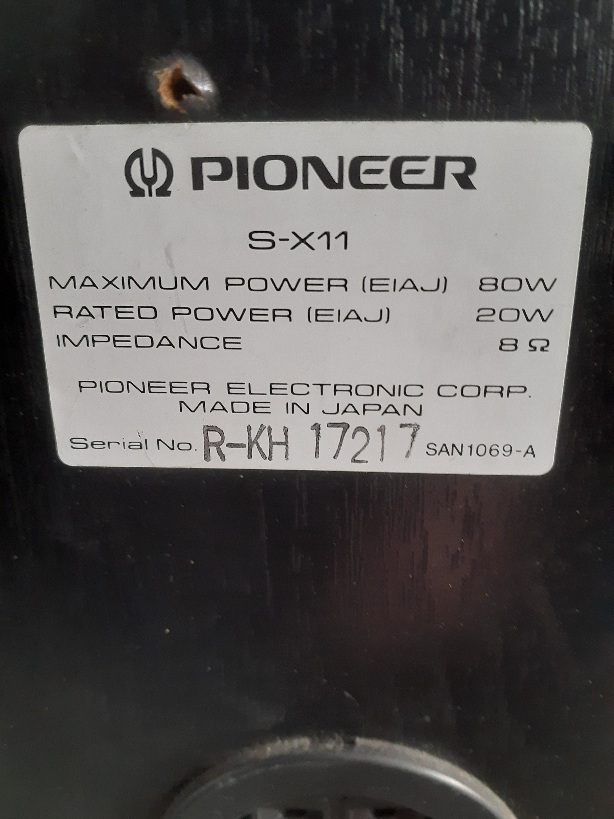 PIONEER
S-X11
MAXIMUM POWER (EIAJ) 80W
RATED POWER (EIAJ) 20W
IMPEDANCE 8 Ω
PIONEER ELECTRONIC CORP.
MADE IN JAPAN
Serial No. R-KH 17217 SAN1069-A